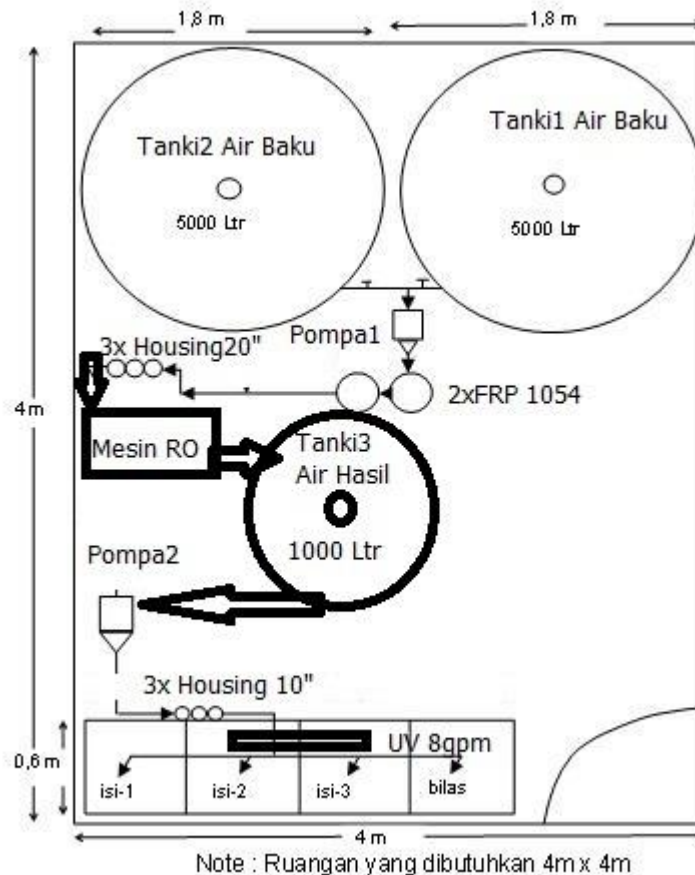 1,8 m
1,8 m
Tanki2 Air Baku
5000 Ltr
Tanki1 Air Baku
5000 Ltr
Pompa1
3x Housing20"
2xFRP 1054
4 m
Mesin RO
Tanki3
Air Hasil
1000 Ltr
Pompa2
3x Housing 10"
UV 8gpm
0,6 m
isi-1
isi-2
isi-3
bilas
4 m
Note : Ruangan yang dibutuhkan 4m x 4m